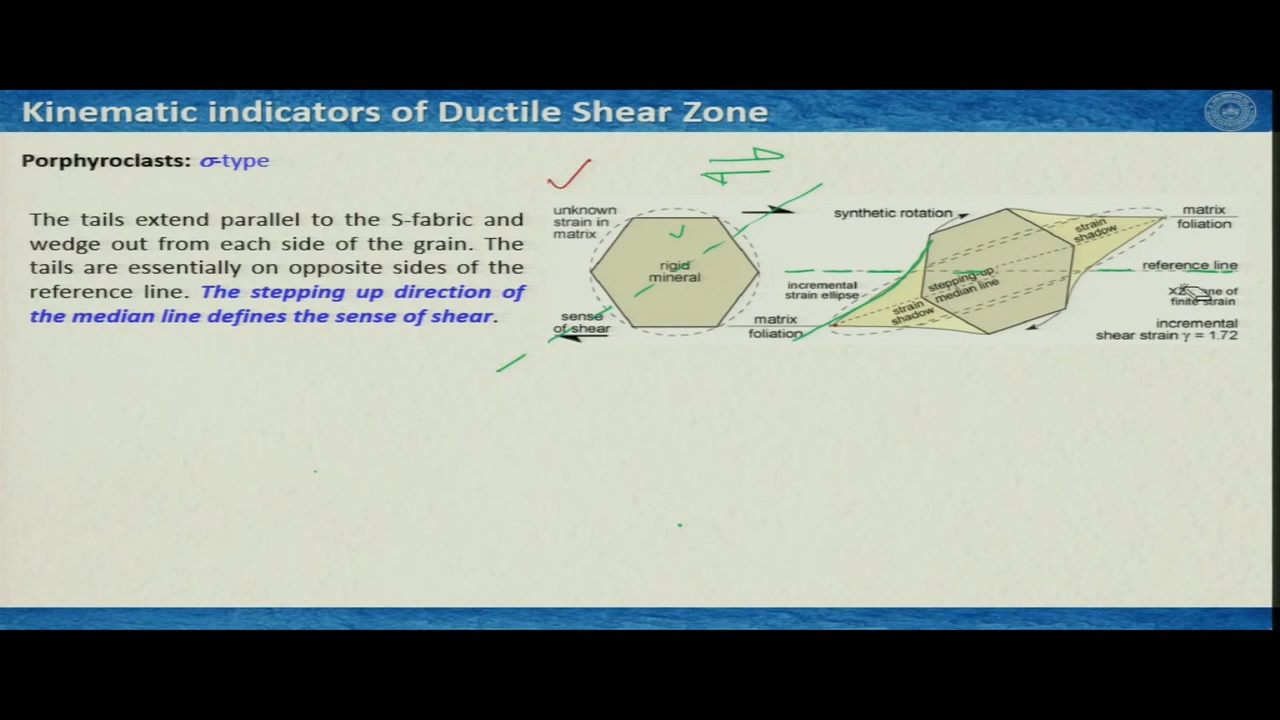 Kinematic indicators of Ductile Shear Zone
Porphyroclasts: σ-type
The tails extend parallel to the S-fabric and
wedge out from each side of the grain. The
tails are essentially on opposite sides of the
reference line. The stepping up direction of
the median line defines the sense of shear.
unknown
strain in
matrix
rigid
mineral
sense
of shear
matrix
foliation
incremental
strain ellipse
synthetic rotation
strain
shadow
stepping-up
median line
strain
shadow
matrix
foliation
reference line
of
finite strain
incremental
shear strain γ = 1.72